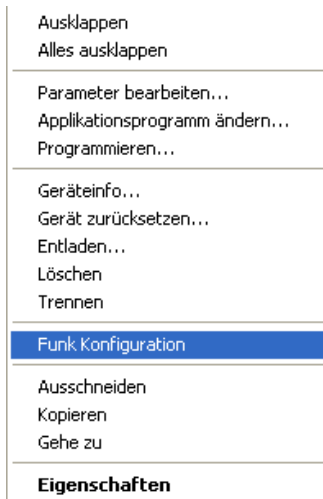 Ausklappen
Alles ausklappen
Parameter bearbeiten...
Applikationsprogramm ändern...
Programmieren...
Geräteinfo...
Gerät zurücksetzen...
Entladen...
Löschen
Trennen
Funk Konfiguration
Ausschneiden
Kopieren
Gehe zu
Eigenschaften